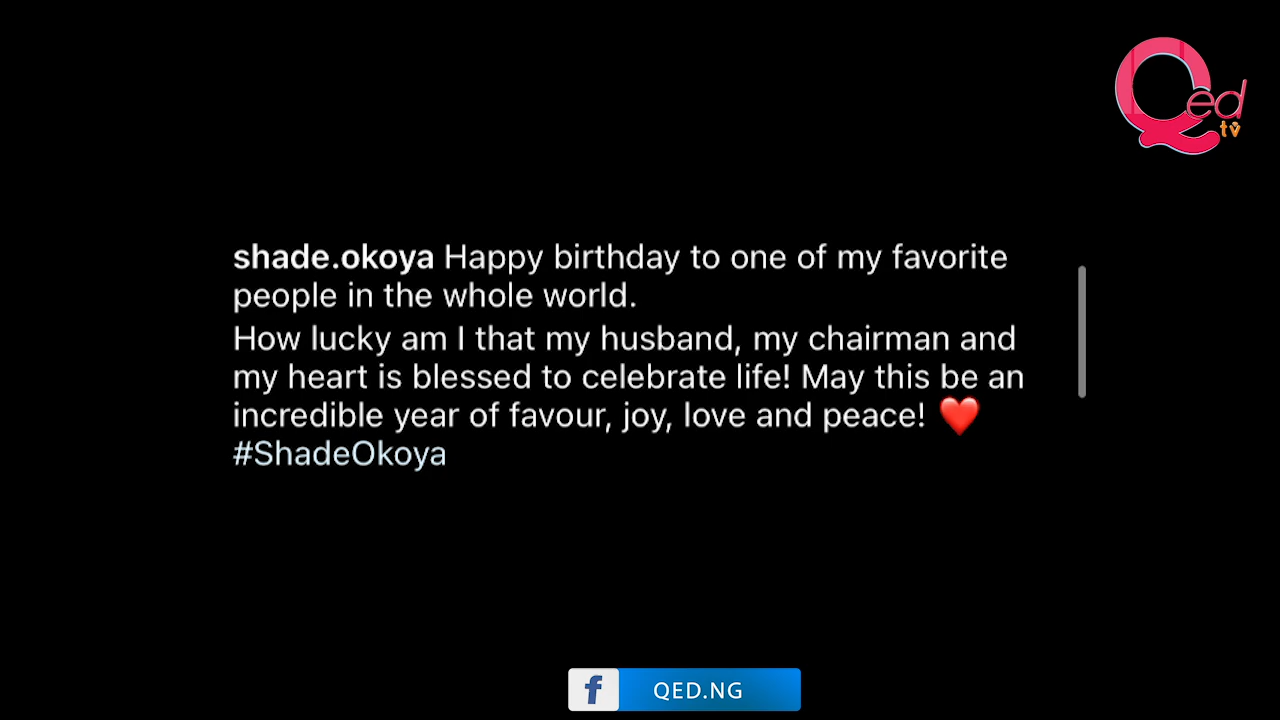 Qed
tv
shade.okoya Happy birthday to one of my favorite
people in the whole world.
How lucky am I that my husband, my chairman and
my heart is blessed to celebrate life! May this be an
incredible year of favour, joy, love and peace! ❤️
#ShadeOkoya
f QED.NG